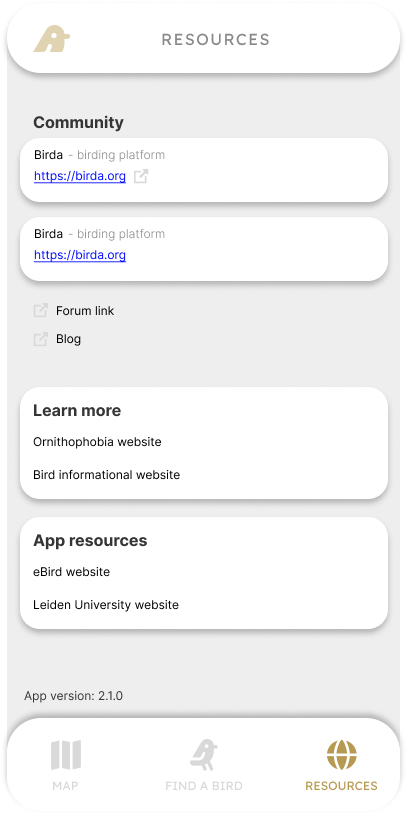 RESOURCES
Community
Birda - birding platform
https://birda.org
Birda - birding platform
https://birda.org
Forum link
Blog
Learn more
Ornithophobia website
Bird informational website
App resources
eBird website
Leiden University website
App version: 2.1.0
MAP FIND A BIRD RESOURCES